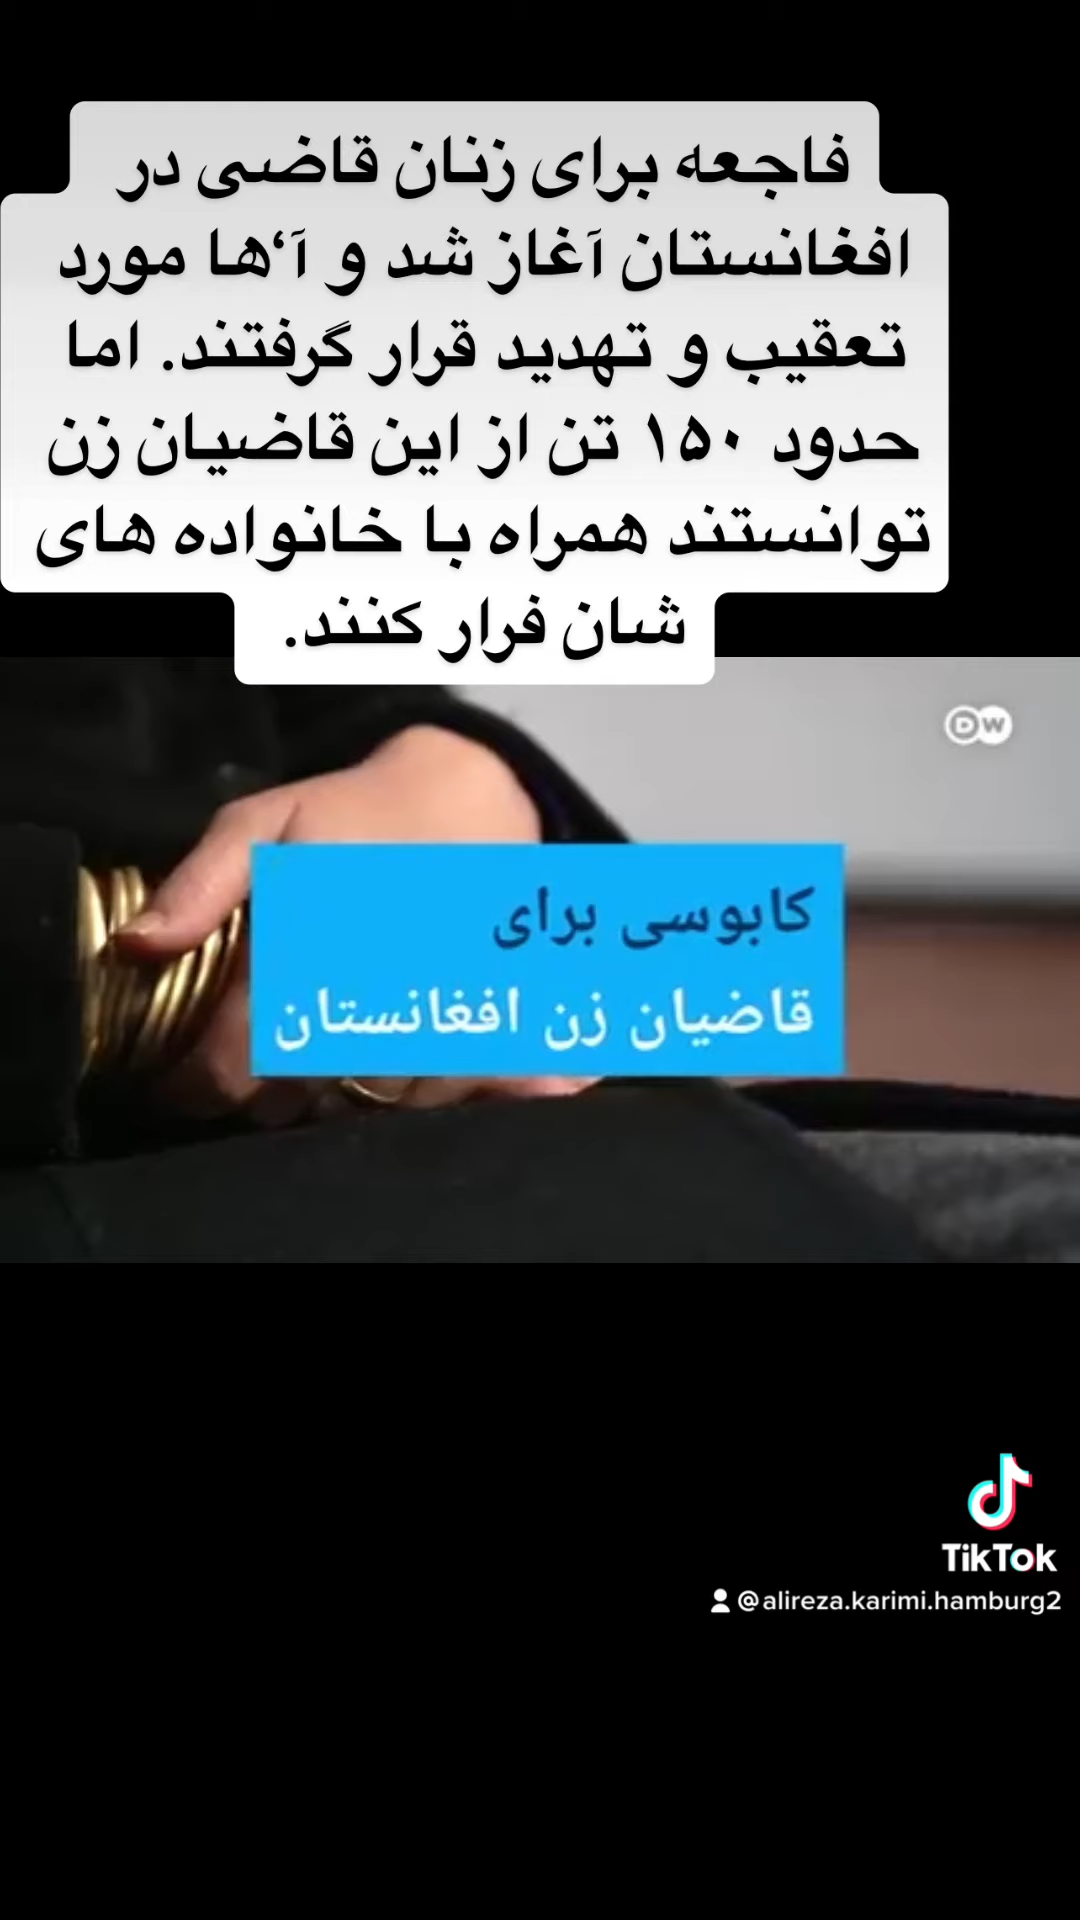 فاجعه برای زنان قاضی در
افغانستان آغاز شد و آ‘ها مورد
تعقیب و تهدید قرار گرفتند. اما
حدود ۱۵۰ تن از این قاضیان زن
توانستند همراه با خانواده های
شان فرار کنند.
DW
کابوسی برای
قاضیان زن افغانستان
TikTok
@alireza.karimi.hamburg2